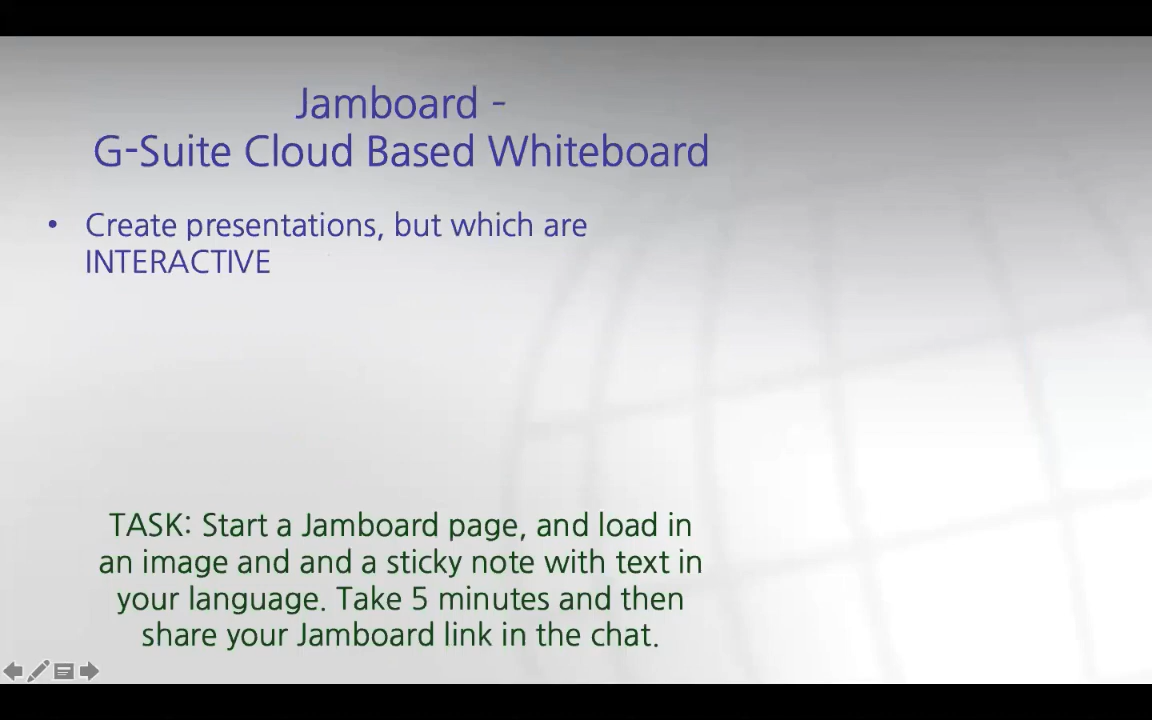 Jamboard -
G-Suite Cloud Based Whiteboard
• Create presentations, but which are
INTERACTIVE
TASK: Start a Jamboard page, and load in
an image and and a sticky note with text in
your language. Take 5 minutes and then
share your Jamboard link in the chat.